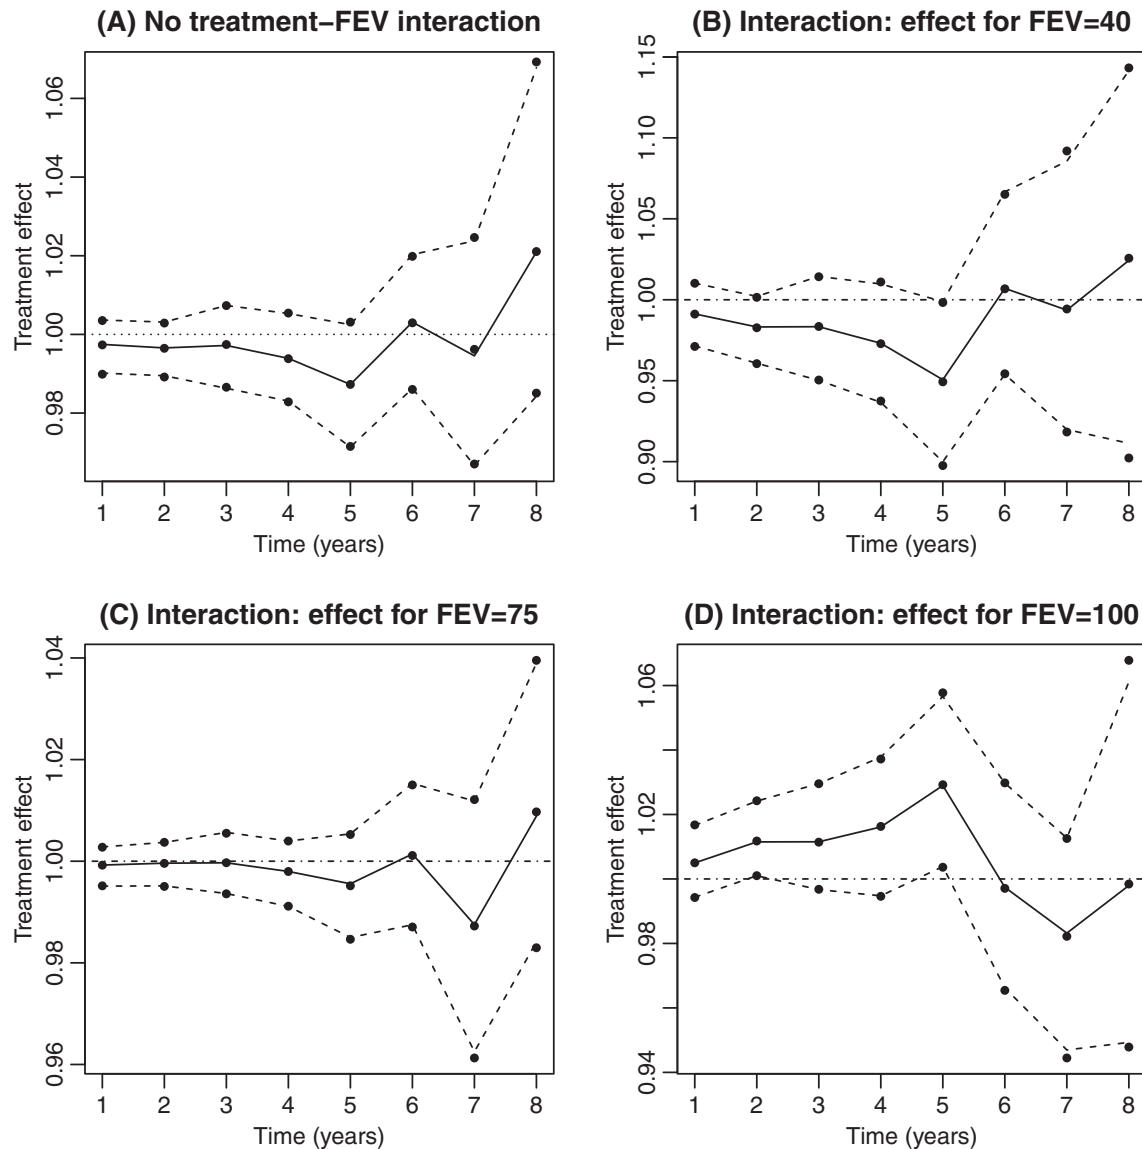 (A) No treatment–FEV interaction
Treatment effect
1.06
1.04
1.02
1.00
0.98
1 2 3 4 5 6 7 8
Time (years)
(B) Interaction: effect for FEV=40
Treatment effect
1.15
1.10
1.05
1.00
0.95
0.90
1 2 3 4 5 6 7 8
Time (years)
(C) Interaction: effect for FEV=75
Treatment effect
1.04
1.02
1.00
0.98
0.96
1 2 3 4 5 6 7 8
Time (years)
(D) Interaction: effect for FEV=100
Treatment effect
1.06
1.02
0.98
0.94
1 2 3 4 5 6 7 8
Time (years)